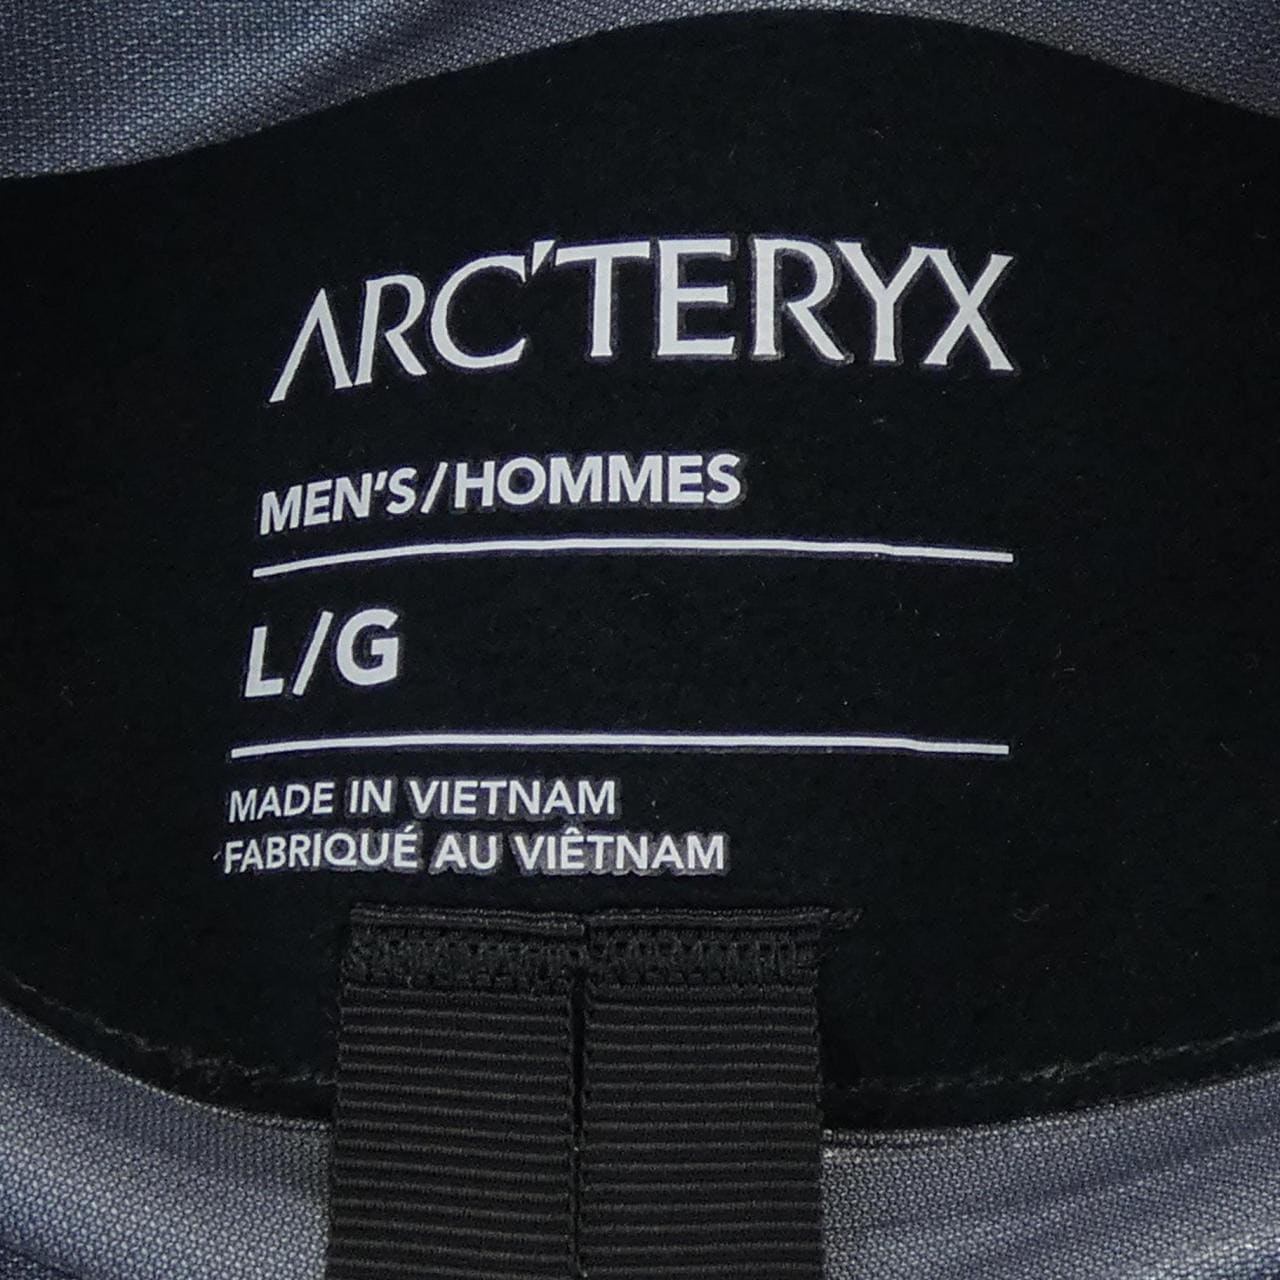 ARC'TERYX
MEN'S/HOMMES
L/G
MADE IN VIETNAM
FABRIQUÉ AU VIÊTNAM